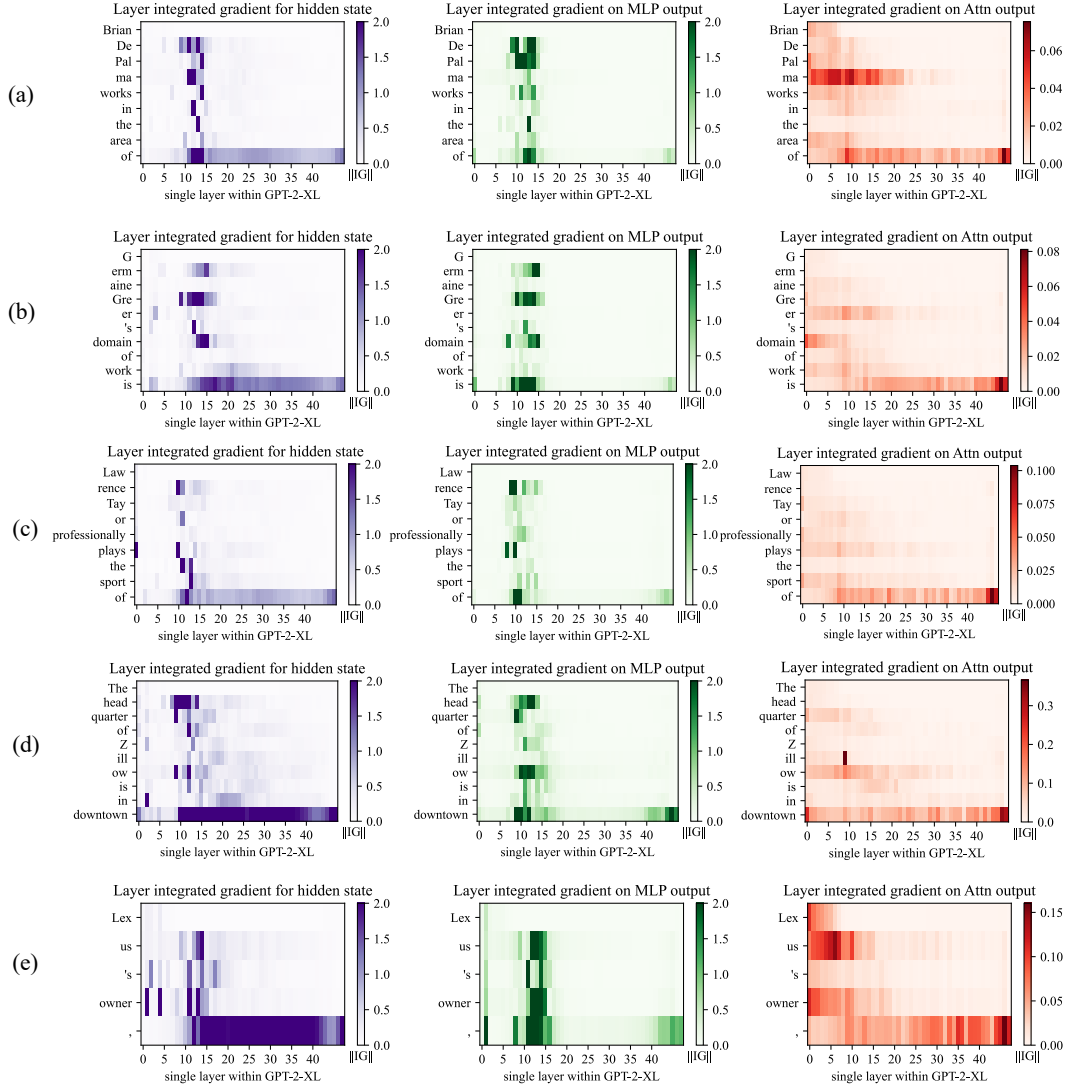 (a)
Layer integrated gradient for hidden state
Brian
De
Pal
ma
works
in
the
area
of
0 5 10 15 20 25 30 35 40
single layer within GPT-2-XL
2.0
1.5
1.0
0.5
0.0
||IG||
Layer integrated gradient on MLP output
0 5 10 15 20 25 30 35 40
single layer within GPT-2-XL
2.0
1.5
1.0
0.5
0.0
||IG||
Layer integrated gradient on Attn output
Brian
De
Pal
ma
works
in
the
area
of
0 5 10 15 20 25 30 35 40
single layer within GPT-2-XL
0.06
0.04
0.02
0.00
||IG||
(b)
Layer integrated gradient for hidden state
G
erm
aine
Gre
er
's
domain
of
work
is
0 5 10 15 20 25 30 35 40
single layer within GPT-2-XL
2.0
1.5
1.0
0.5
0.0
||IG||
Layer integrated gradient on MLP output
G
erm
aine
Gre
er
's
domain
of
work
is
0 5 10 15 20 25 30 35 40
single layer within GPT-2-XL
2.0
1.5
1.0
0.5
0.0
||IG||
Layer integrated gradient on Attn output
G
erm
aine
Gre
er
's
domain
of
work
is
0 5 10 15 20 25 30 35 40
single layer within GPT-2-XL
0.08
0.06
0.04
0.02
0.00
||IG||
(c)
Layer integrated gradient for hidden state
Law
rence
Tay
or
professionally
plays
the
sport
of
0 5 10 15 20 25 30 35 40
single layer within GPT-2-XL
2.0
1.5
1.0
0.5
0.0
||IG||
Layer integrated gradient on MLP output
Law
rence
Tay
or
professionally
plays
the
sport
of
0 5 10 15 20 25 30 35 40
single layer within GPT-2-XL
2.0
1.5
1.0
0.5
0.0
||IG||
Layer integrated gradient on Attn output
Law
rence
Tay
or
professionally
plays
the
sport
of
0 5 10 15 20 25 30 35 40
single layer within GPT-2-XL
0.100
0.075
0.050
0.025
0.000
||IG||
(d)
Layer integrated gradient for hidden state
The
head
quarter
of
Z
ill
ow
is
in
downtown
0 5 10 15 20 25 30 35 40
single layer within GPT-2-XL
2.0
1.5
1.0
0.5
0.0
||IG||
Layer integrated gradient on MLP output
The
head
quarter
of
Z
ill
ow
is
in
downtown
0 5 10 15 20 25 30 35 40
single layer within GPT-2-XL
2.0
1.5
1.0
0.5
0.0
||IG||
Layer integrated gradient on Attn output
The
head
quarter
of
Z
ill
ow
is
in
downtown
0 5 10 15 20 25 30 35 40
single layer within GPT-2-XL
0.3
0.2
0.1
0.0
||IG||
(e)
Layer integrated gradient for hidden state
Lex
us
's
owner
,
0 5 10 15 20 25 30 35 40
single layer within GPT-2-XL
2.0
1.5
1.0
0.5
0.0
||IG||
Layer integrated gradient on MLP output
Lex
us
's
owner
,
0 5 10 15 20 25 30 35 40
single layer within GPT-2-XL
2.0
1.5
1.0
0.5
0.0
||IG||
Layer integrated gradient on Attn output
Lex
us
's
owner
,
0 5 10 15 20 25 30 35 40
single layer within GPT-2-XL
0.15
0.10
0.05
0.00
||IG||